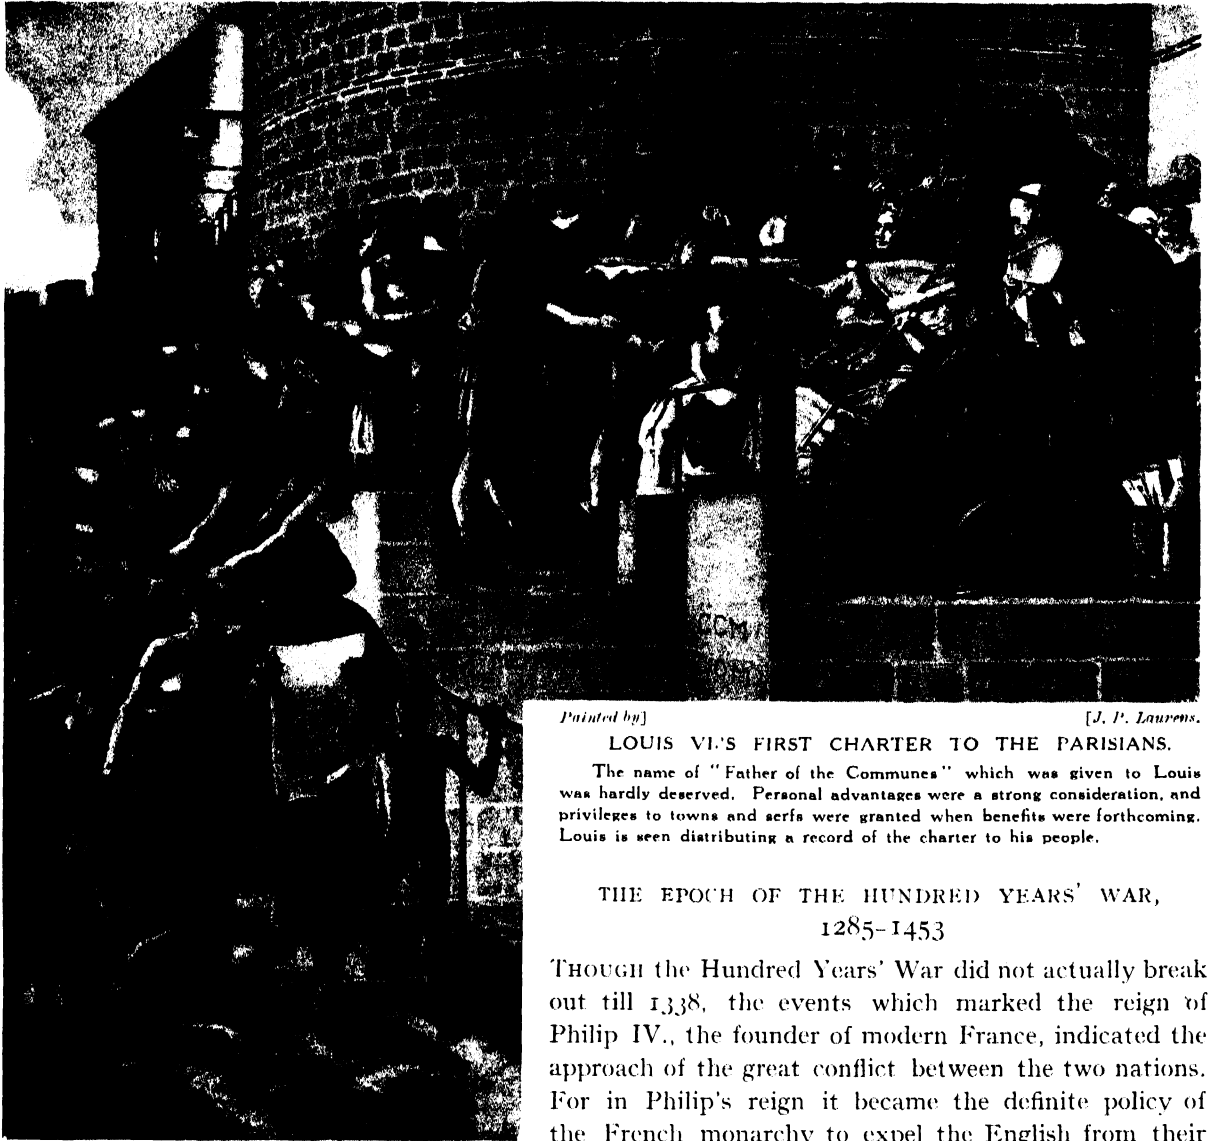 CCM
Painted by]
[J. P. Laurens.
LOUIS VI.'S FIRST CHARTER TO THE PARISIANS.
The name of "Father of the Communes" which was given to Louis
was hardly deserved. Personal advantages were a strong consideration, and
privileges to towns and serfs were granted when benefits were forthcoming.
Louis is seen distributing a record of the charter to his people.
THE EPOCH OF THE HUNDRED YEARS' WAR,
1285-1453
THOUGH the Hundred Years' War did not actually break
out till 1338, the events which marked the reign of
Philip IV., the founder of modern France, indicated the
approach of the great conflict between the two nations.
For in Philip's reign it became the definite policy of
the French monarchy to expel the English from their